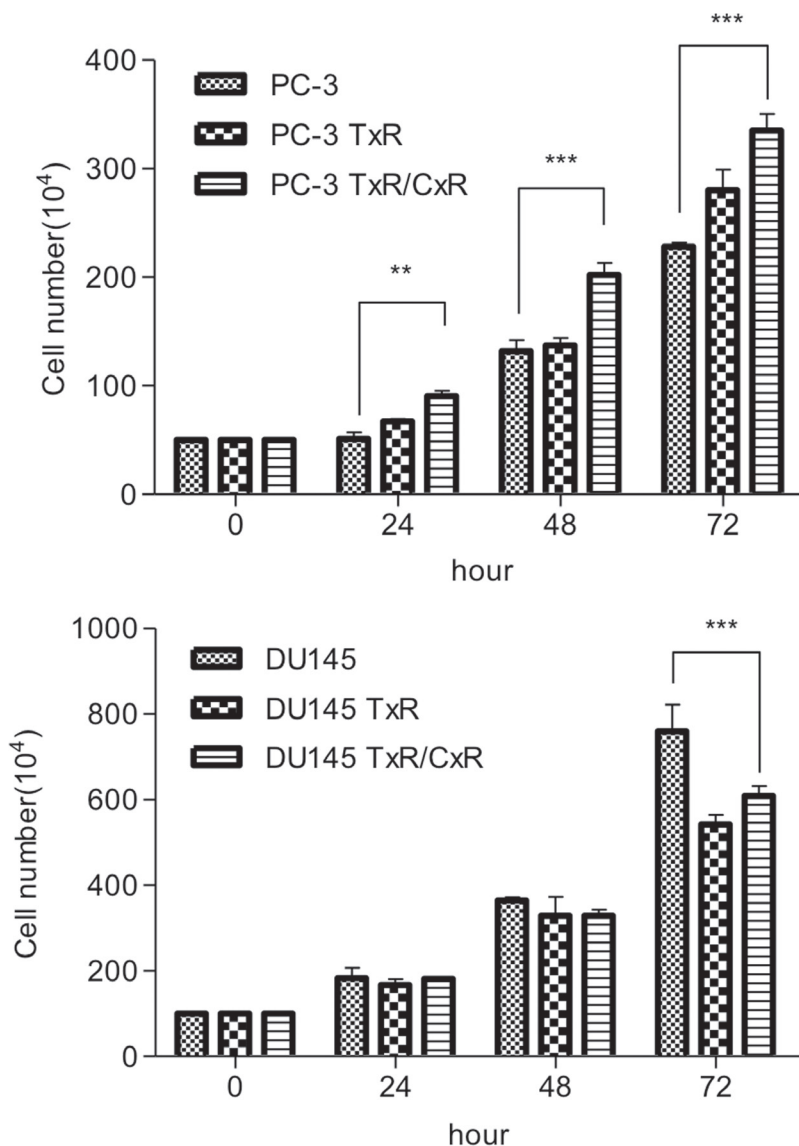 ***
400
PC-3
PC-3 TxR
***
300
PC-3 TxR/CxR
**
200
Cell number(10⁴)
100
0
0 24 48 72
hour
1000
***
DU145
800
DU145 TxR
DU145 TxR/CxR
600
Cell number(10⁴)
400
200
0
0 24 48 72
hour